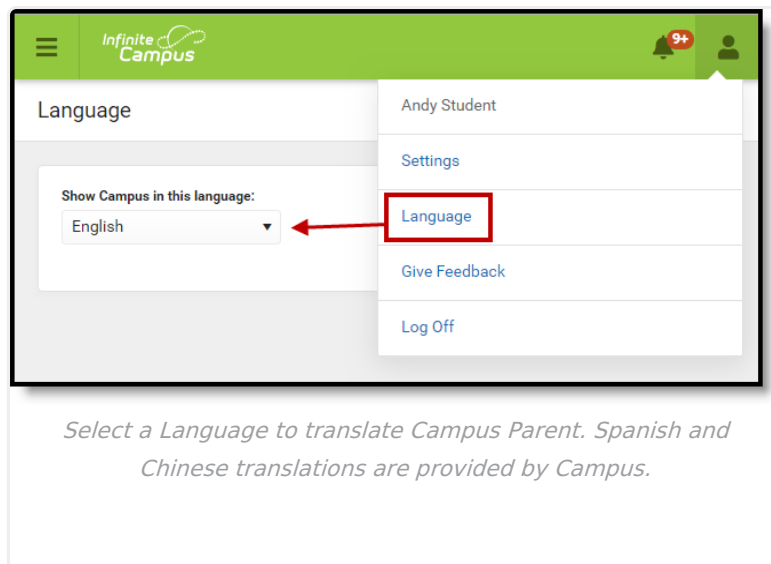 Infinite
Campus
9+
Language
Andy Student
Settings
Show Campus in this language:
English
Language
Give Feedback
Log Off
Select a Language to translate Campus Parent. Spanish and
Chinese translations are provided by Campus.